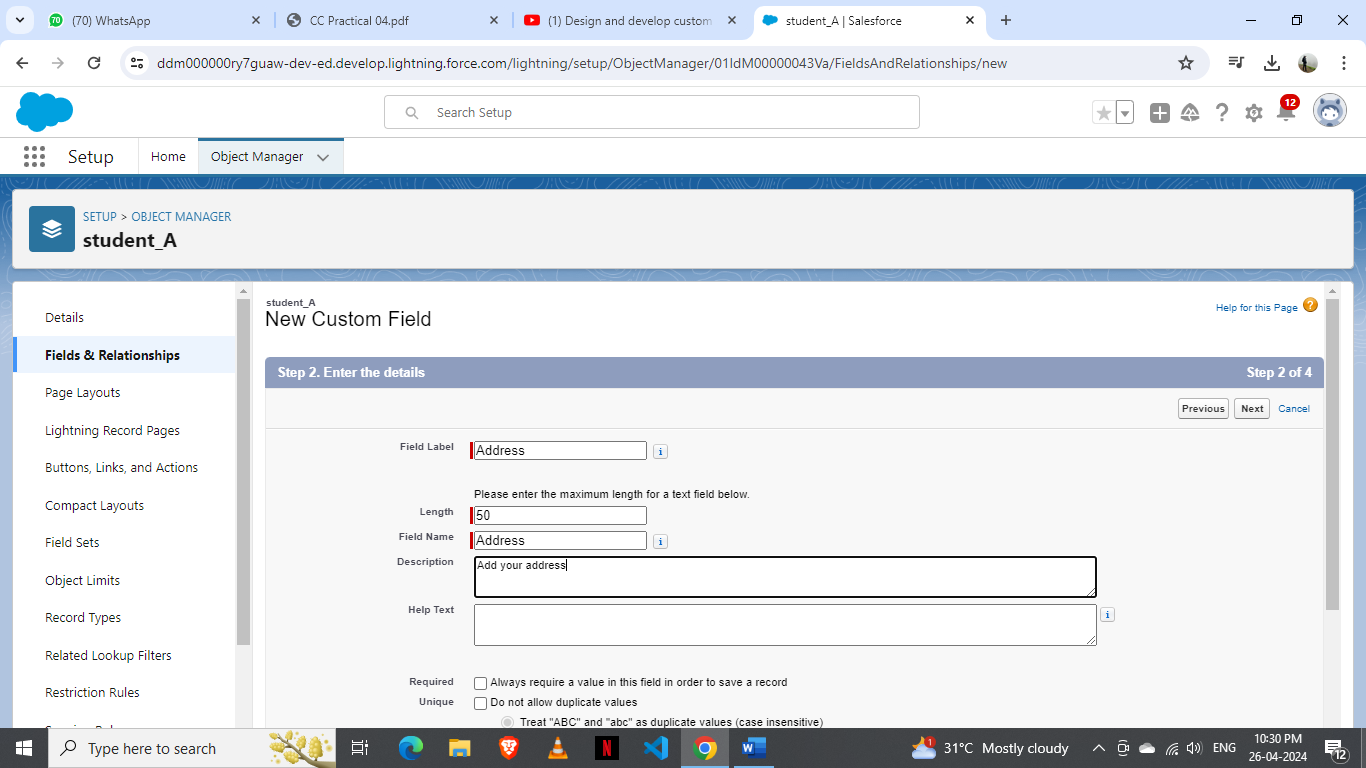 (70) WhatsApp
CC Practical 04.pdf
(1) Design and develop custom
student_A | Salesforce
ddm000000ry7guaw-dev-ed.develop.lightning.force.com/lightning/setup/ObjectManager/01IdM00000043Va/FieldsAndRelationships/new
Search Setup
12
Setup
Home
Object Manager
SETUP > OBJECT MANAGER
student_A
Details
Fields & Relationships
Page Layouts
Lightning Record Pages
Buttons, Links, and Actions
Compact Layouts
Field Sets
Object Limits
Record Types
Related Lookup Filters
Restriction Rules
student_A
New Custom Field
Help for this Page
Step 2. Enter the details
Step 2 of 4
Previous
Next
Cancel
Field Label
Address
Please enter the maximum length for a text field below.
Length
50
Field Name
Address
Description
Add your address
Help Text
Required
Always require a value in this field in order to save a record
Unique
Do not allow duplicate values
Treat "ABC" and "abc" as duplicate values (case insensitive)
Type here to search
1
31°C Mostly cloudy
ENG
10:30 PM
26-04-2024
12